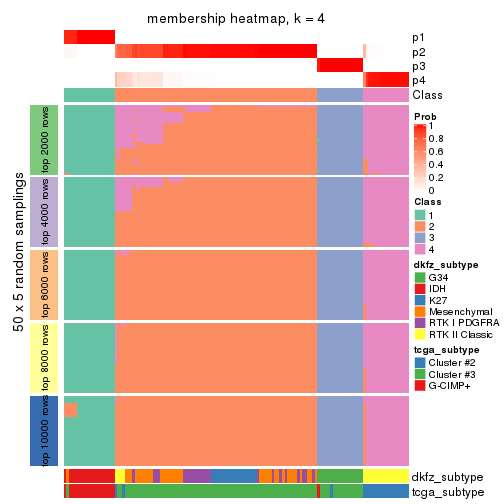 membership heatmap, k = 4
p1
p2
p3
p4
Class
50 x 5 random samplings
top 2000 rows
top 4000 rows
top 6000 rows
top 8000 rows
top 10000 rows
Prob
1
0.8
0.6
0.4
0.2
0
Class
1
2
3
4
dkfz_subtype
G34
IDH
K27
Mesenchymal
RTK I PDGFRA
RTK II Classic
tcga_subtype
Cluster #2
Cluster #3
G-CIMP+
dkfz_subtype
tcga_subtype